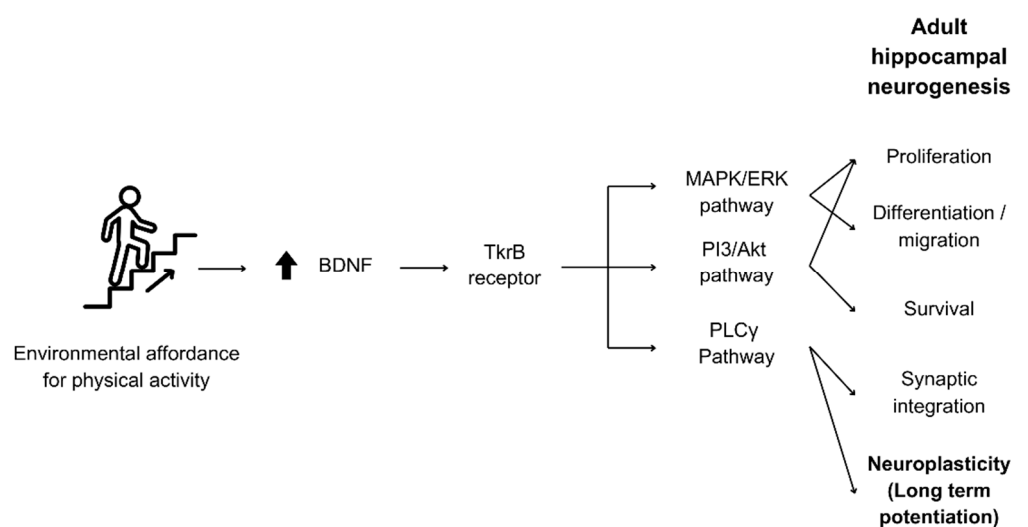 Adult
hippocampal
neurogenesis
Environmental affordance
for physical activity
BDNF
TkrB
receptor
MAPK/ERK
pathway
PI3/Akt
pathway
PLCγ
Pathway
Proliferation
Differentiation /
migration
Survival
Synaptic
integration
Neuroplasticity
(Long term
potentiation)